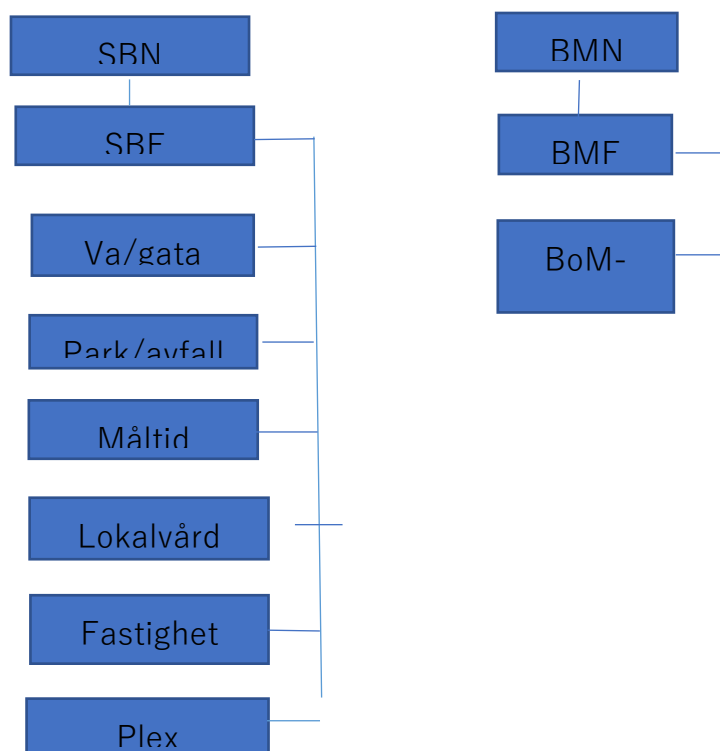 SBN
SBF
Va/gata
Park/avfall
Måltid
Lokalvård
Fastighet
Plex
BMN
BMF
BoM-